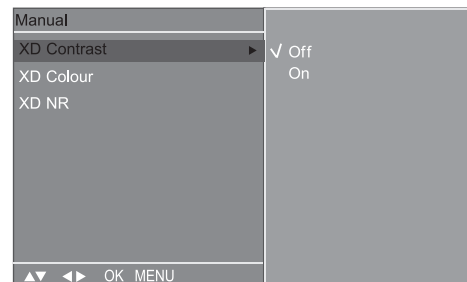 Manual
XD Contrast ▶ √ Off
XD Colour On
XD NR
▲▼ ◀▶ OK MENU